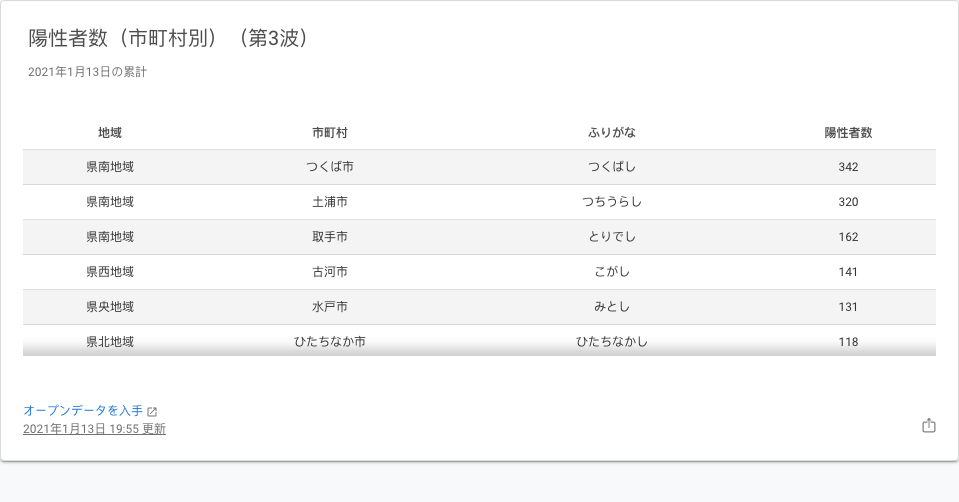 陽性者数（市町村別）（第3波）
2021年1月13日の累計
地域 市町村 ふりがな 陽性者数
県南地域 つくば市 つくばし 342
県南地域 土浦市 つちうらし 320
県南地域 取手市 とりでし 162
県西地域 古河市 こがし 141
県央地域 水戸市 みとし 131
県北地域 ひたちなか市 ひたちなかし 118
オープンデータを入手
2021年1月13日 19:55 更新